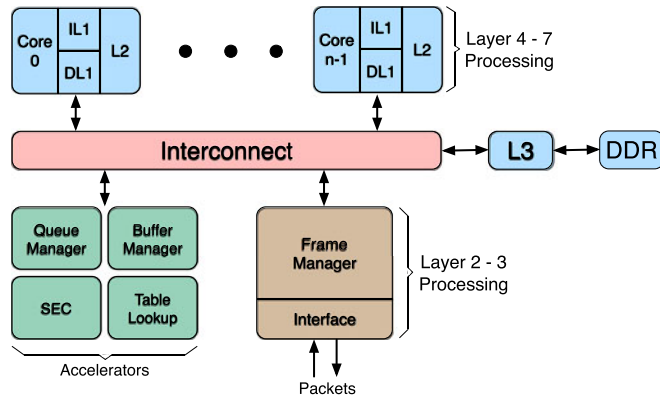 Core
0
IL1
DL1
L2
Core
n-1
IL1
DL1
L2
Layer 4 - 7
Processing
Interconnect
L3
DDR
Queue
Manager
Buffer
Manager
SEC
Table
Lookup
Accelerators
Frame
Manager
Interface
Layer 2 - 3
Processing
Packets